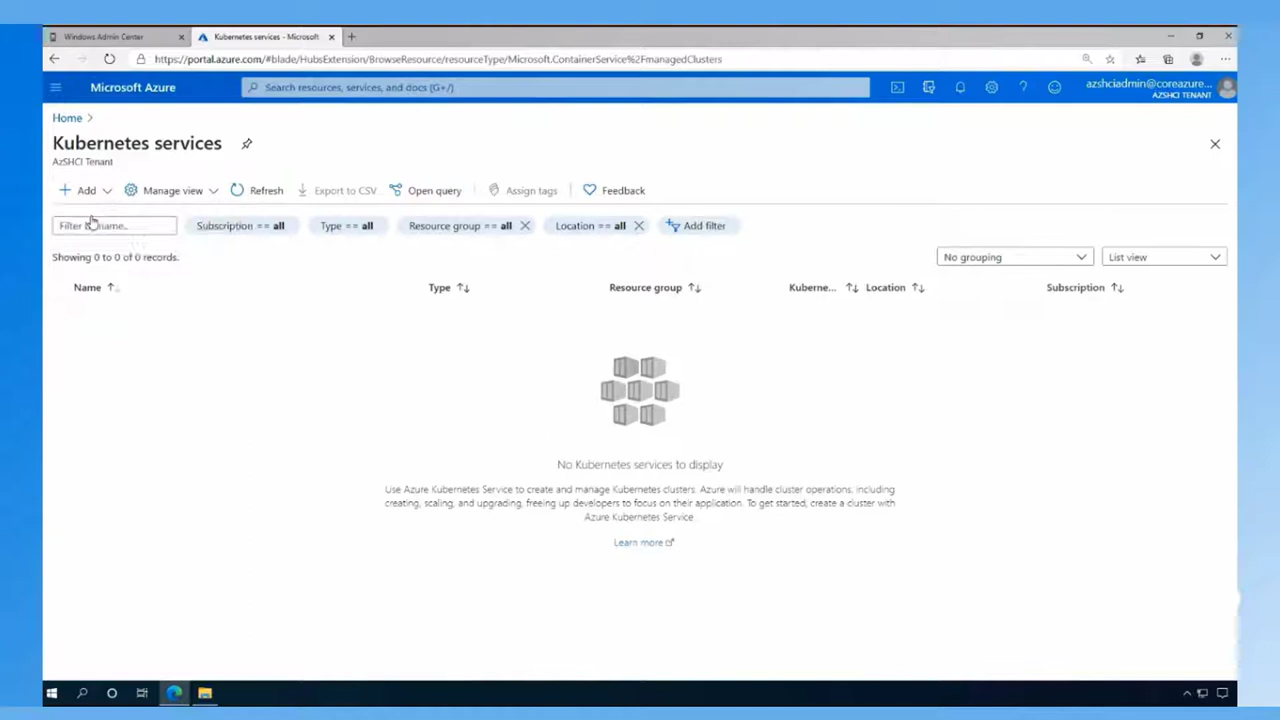 Windows Admin Center
Kubernetes services - Microsoft
https://portal.azure.com/#blade/HubsExtension/BrowseResource/resourceType/Microsoft.ContainerService%2FmanagedClusters
Microsoft Azure
Search resources, services, and docs (G+/)
azshciadmin@coreazure...
AZSHCI TENANT
Home >
Kubernetes services
AzSHCI Tenant
Add
Manage view
Refresh
Export to CSV
Open query
Assign tags
Feedback
Filter name...
Subscription == all
Type == all
Resource group == all
Location == all
Add filter
Showing 0 to 0 of 0 records.
No grouping
List view
Name
Type
Resource group
Kuberne...
Location
Subscription
No Kubernetes services to display
Use Azure Kubernetes Service to create and manage Kubernetes clusters. Azure will handle cluster operations, including
creating, scaling, and upgrading, freeing up developers to focus on their application. To get started, create a cluster with
Azure Kubernetes Service.
Learn more